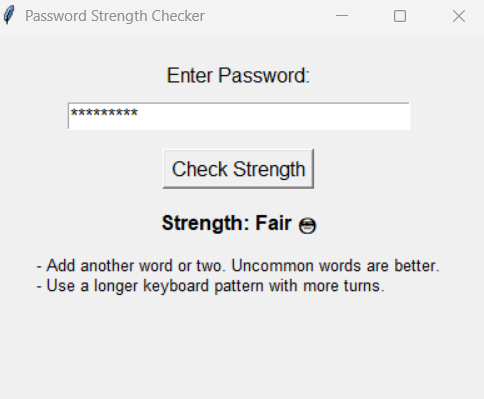 Password Strength Checker
Enter Password:
*********
Check Strength
Strength: Fair 😬
- Add another word or two. Uncommon words are better.
- Use a longer keyboard pattern with more turns.